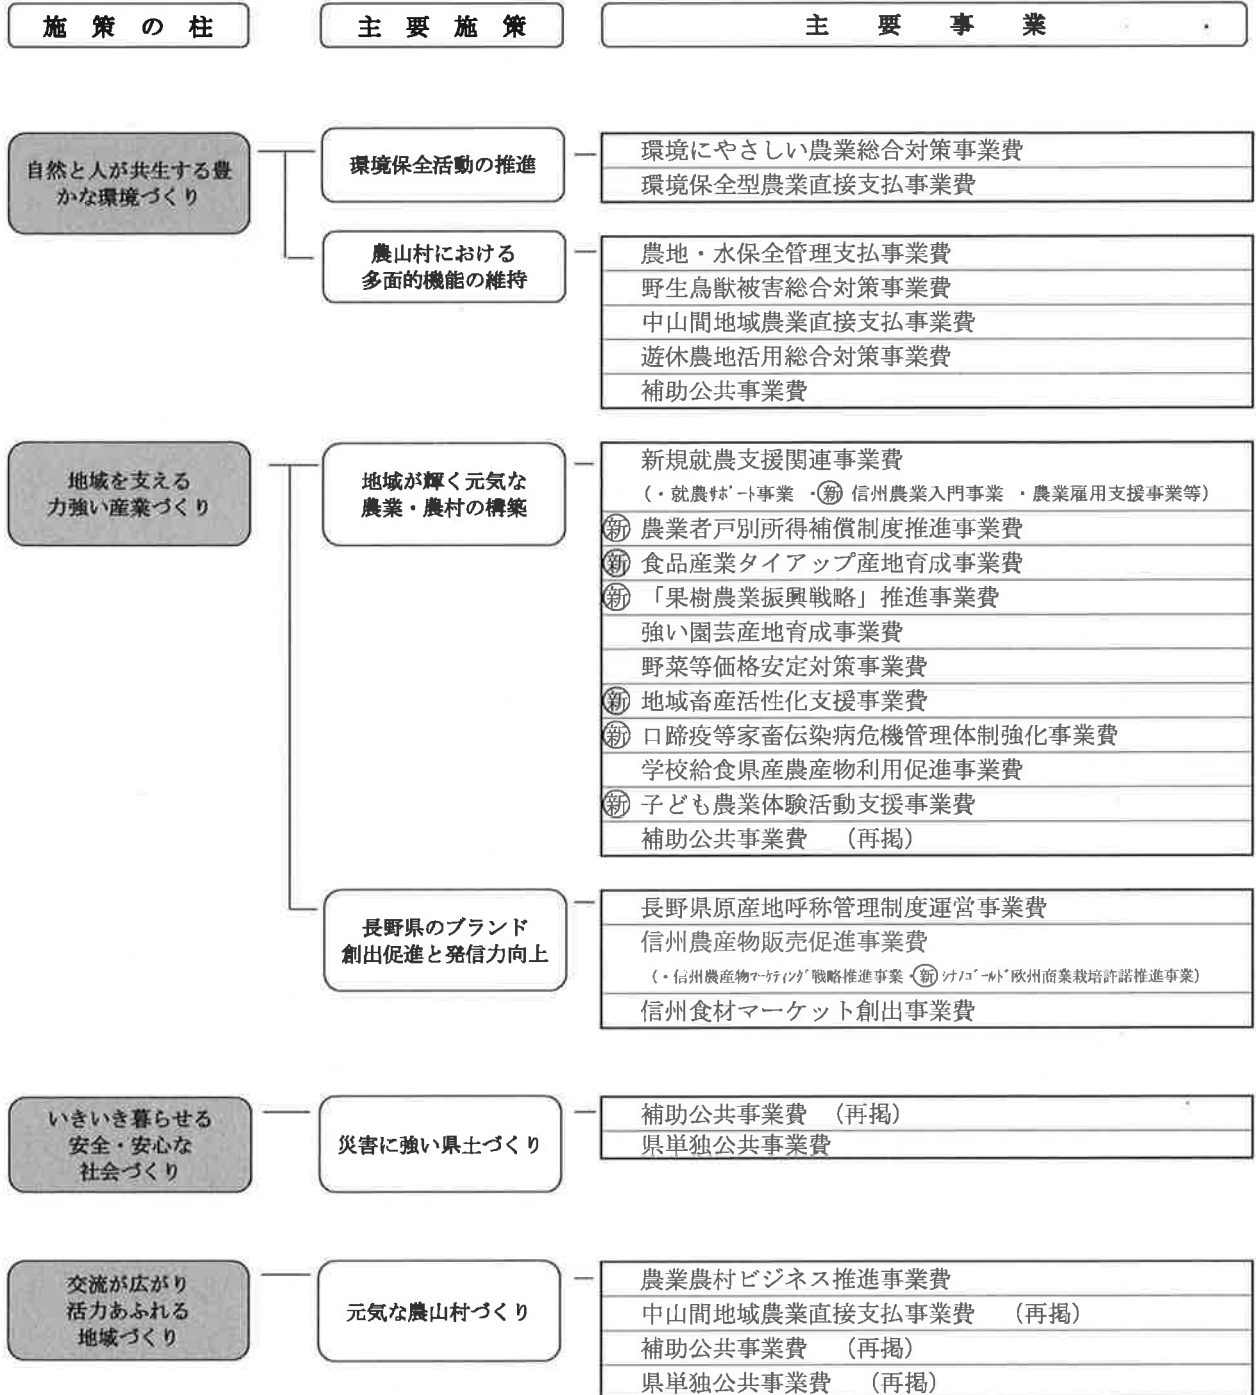 施策の柱
主要施策
主要事業
自然と人が共生する豊
かな環境づくり
環境保全活動の推進
環境にやさしい農業総合対策事業費
環境保全型農業直接支払事業費
農山村における
多面的機能の維持
農地・水保全管理支払事業費
野生鳥獣被害総合対策事業費
中山間地域農業直接支払事業費
遊休農地活用総合対策事業費
補助公共事業費
地域を支える
力強い産業づくり
地域が輝く元気な
農業・農村の構築
新規就農支援関連事業費
（・就農ｻﾎﾟｰﾄ事業 ・㊟新 信州農業入門事業 ・農業雇用支援事業等）
新 農業者戸別所得補償制度推進事業費
新 食品産業タイアップ産地育成事業費
新 「果樹農業振興戦略」推進事業費
強い園芸産地育成事業費
野菜等価格安定対策事業費
新 地域畜産活性化支援事業費
新 口蹄疫等家畜伝染病危機管理体制強化事業費
学校給食県産農産物利用促進事業費
新 子ども農業体験活動支援事業費
補助公共事業費 （再掲）
長野県のブランド
創出促進と発信力向上
長野県原産地呼称管理制度運営事業費
信州農産物販売促進事業費
（・信州農産物ﾏｰｹﾃｨﾝｸﾞ戦略推進事業・新 ｼﾅﾉｺﾞｰﾙﾄﾞ欧州商業栽培許諾推進事業）
信州食材マーケット創出事業費
いきいき暮らせる
安全・安心な
社会づくり
災害に強い県土づくり
補助公共事業費 （再掲）
県単独公共事業費
交流が広がり
活力あふれる
地域づくり
元気な農山村づくり
農業農村ビジネス推進事業費
中山間地域農業直接支払事業費 （再掲）
補助公共事業費 （再掲）
県単独公共事業費 （再掲）